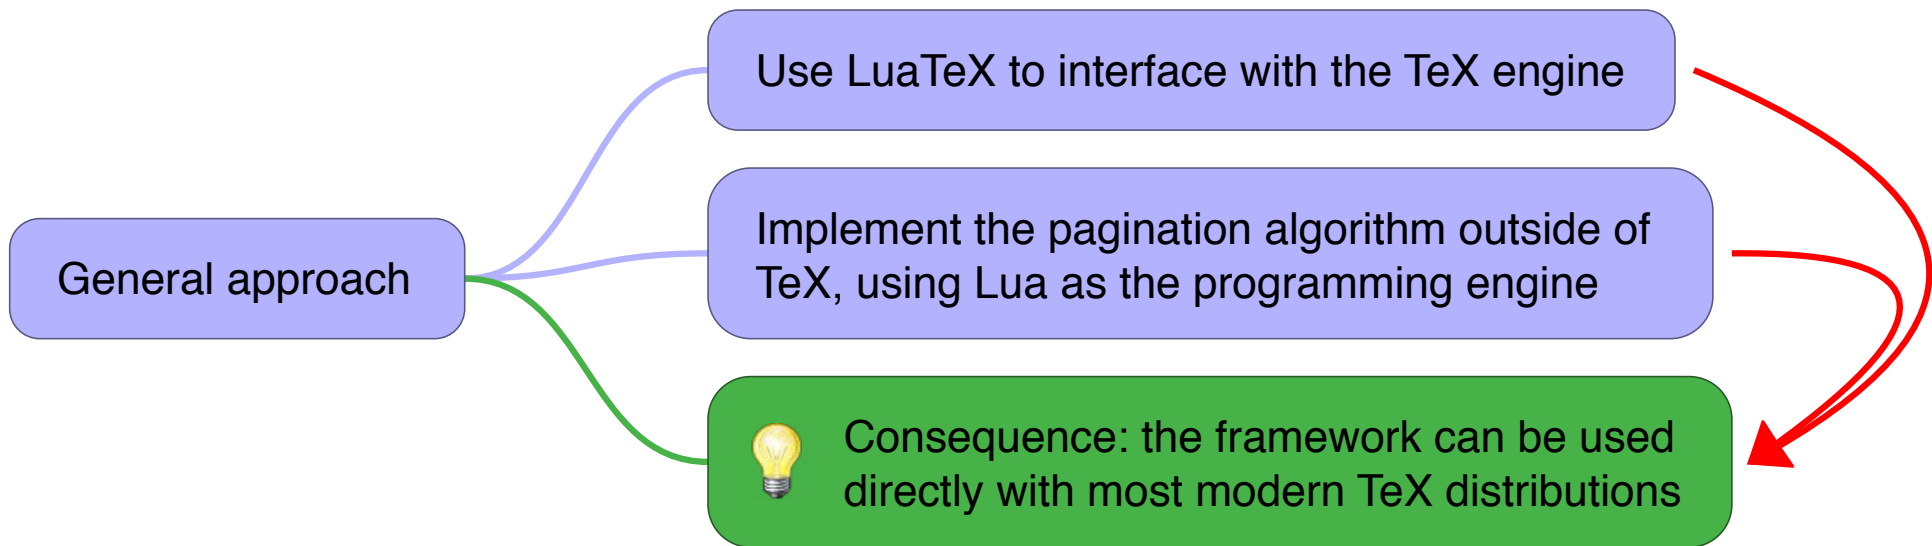 Use LuaTeX to interface with the TeX engine
Implement the pagination algorithm outside of
TeX, using Lua as the programming engine
General approach
Consequence: the framework can be used
directly with most modern TeX distributions